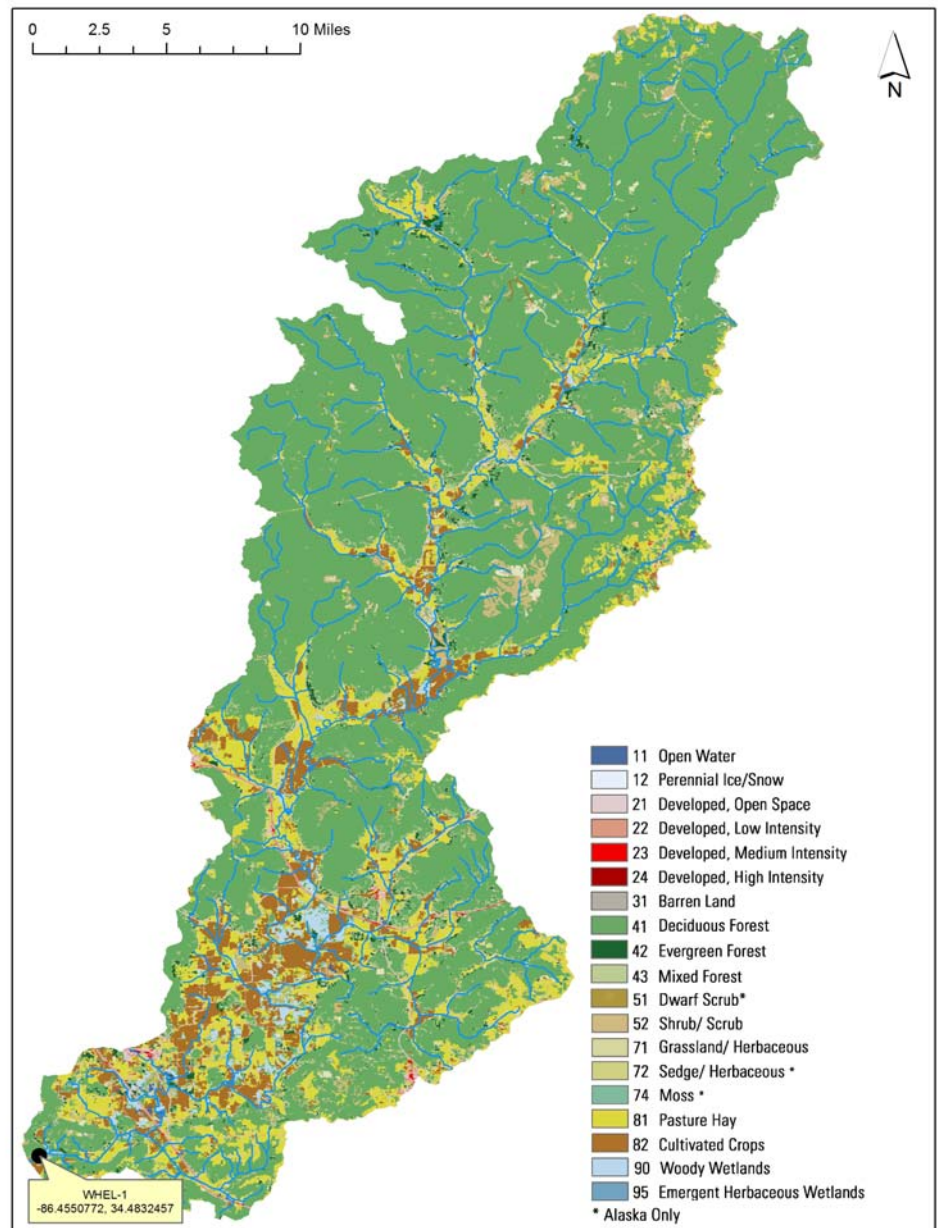 0 2.5 5 10 Miles
N
11 Open Water
12 Perennial Ice/Snow
21 Developed, Open Space
22 Developed, Low Intensity
23 Developed, Medium Intensity
24 Developed, High Intensity
31 Barren Land
41 Deciduous Forest
42 Evergreen Forest
43 Mixed Forest
51 Dwarf Scrub*
52 Shrub/ Scrub
71 Grassland/ Herbaceous
72 Sedge/ Herbaceous *
74 Moss *
81 Pasture Hay
82 Cultivated Crops
90 Woody Wetlands
95 Emergent Herbaceous Wetlands
* Alaska Only
WHEL-1
-86.4550772, 34.4832457